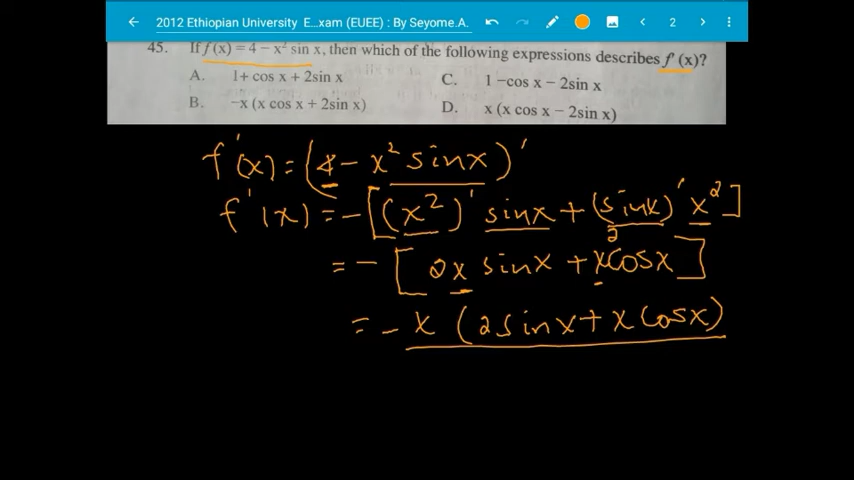 2012 Ethiopian University E...xam (EUEE) : By Seyome.A.
2
45. If f(x) = 4 − x² sin x, then which of the following expressions describes f′(x)?
A. 1+ cos x + 2sin x
C. 1 −cos x − 2sin x
B. −x (x cos x + 2sin x)
D. x (x cos x − 2sin x)
f′(x) = (4 − x² sinx)′
f′(x) = −[(x²)′ sinx + (sinx)′ x²]
= − [2x sinx + x²cosx]
= − x (2sinx + x cosx)